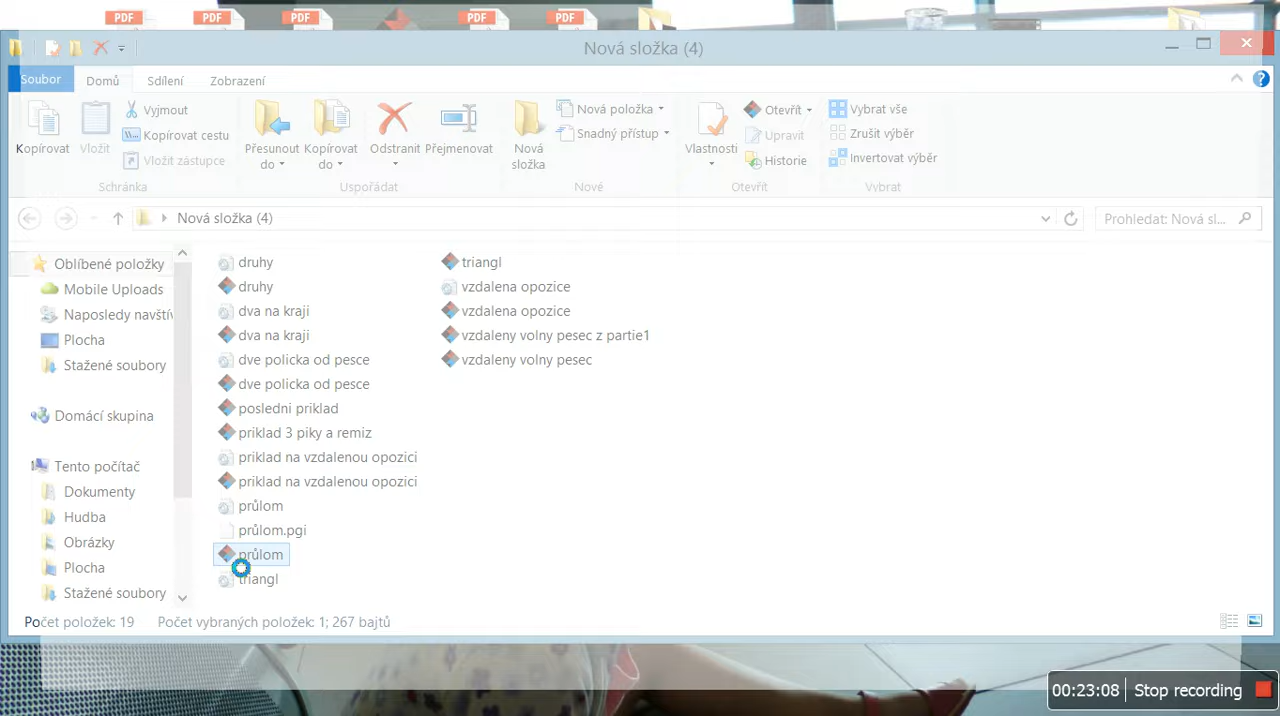 PDF PDF PDF PDF PDF
Nová složka (4)
Soubor Domů Sdílení Zobrazení
Kopírovat
Vložit
Vyjmout
Kopírovat cestu
Vložit zástupce
Schránka
Přesunout do
Kopírovat do
Odstranit
Přejmenovat
Uspořádat
Nová složka
Nová položka
Snadný přístup
Nové
Vlastnosti
Otevřít
Upravit
Historie
Otevřít
Vybrat vše
Zrušit výběr
Invertovat výběr
Vybrat
Nová složka (4)
Prohledat: Nová sl...
Oblíbené položky
Mobile Uploads
Naposledy navští
Plocha
Stažené soubory
Domácí skupina
Tento počítač
Dokumenty
Hudba
Obrázky
Plocha
Stažené soubory
druhy
druhy
dva na kraji
dva na kraji
dve policka od pesce
dve policka od pesce
posledni priklad
priklad 3 piky a remiz
priklad na vzdalenou opozici
priklad na vzdalenou opozici
průlom
průlom.pgi
průlom
triangl
triangl
vzdalena opozice
vzdalena opozice
vzdaleny volny pesec z partie1
vzdaleny volny pesec
Počet položek: 19 Počet vybraných položek: 1; 267 bajtů
00:23:08 Stop recording